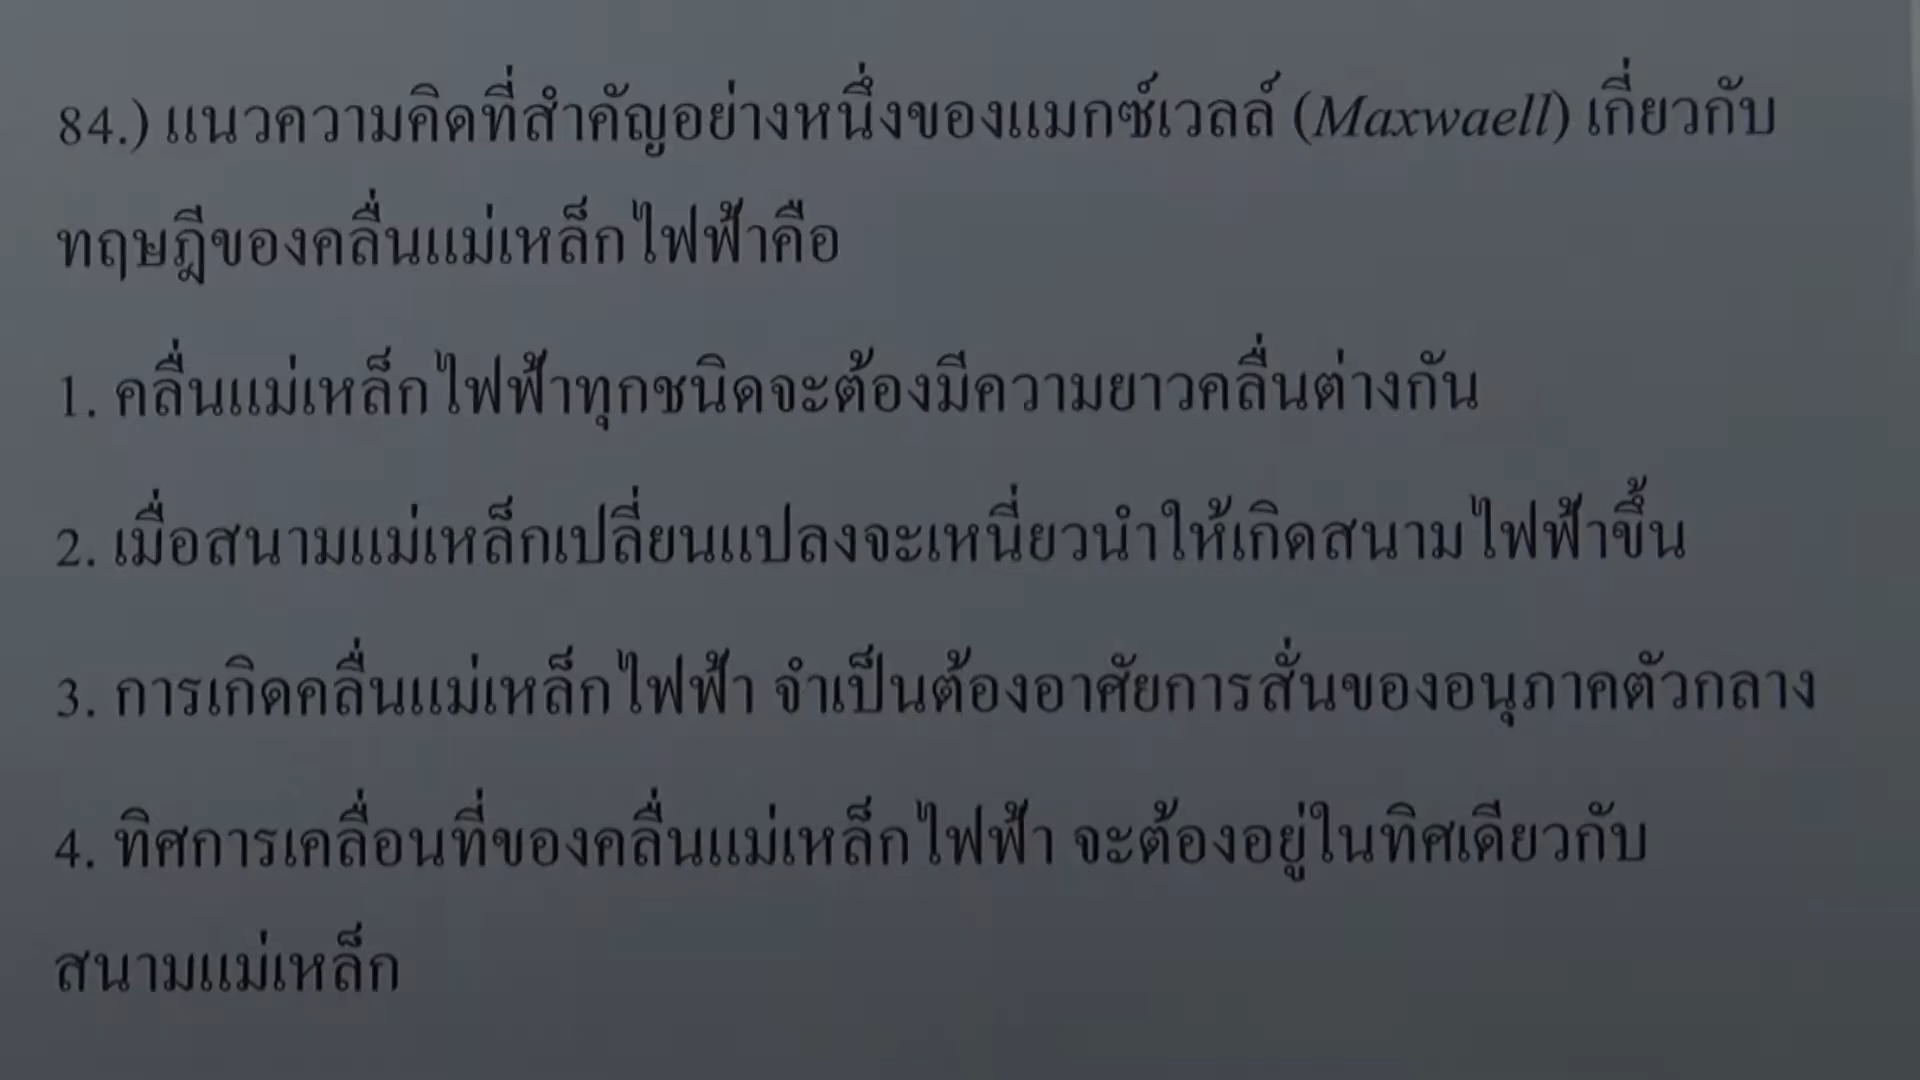 84.) แนวความคิดที่สำคัญอย่างหนึ่งของแมกซ์เวลล์ (Maxwaell) เกี่ยวกับ
ทฤษฎีของคลื่นแม่เหล็กไฟฟ้าคือ
1. คลื่นแม่เหล็กไฟฟ้าทุกชนิดจะต้องมีความยาวคลื่นต่างกัน
2. เมื่อสนามแม่เหล็กเปลี่ยนแปลงจะเหนี่ยวนำให้เกิดสนามไฟฟ้าขึ้น
3. การเกิดคลื่นแม่เหล็กไฟฟ้า จำเป็นต้องอาศัยการสั่นของอนุภาคตัวกลาง
4. ทิศการเคลื่อนที่ของคลื่นแม่เหล็กไฟฟ้า จะต้องอยู่ในทิศเดียวกับ
สนามแม่เหล็ก